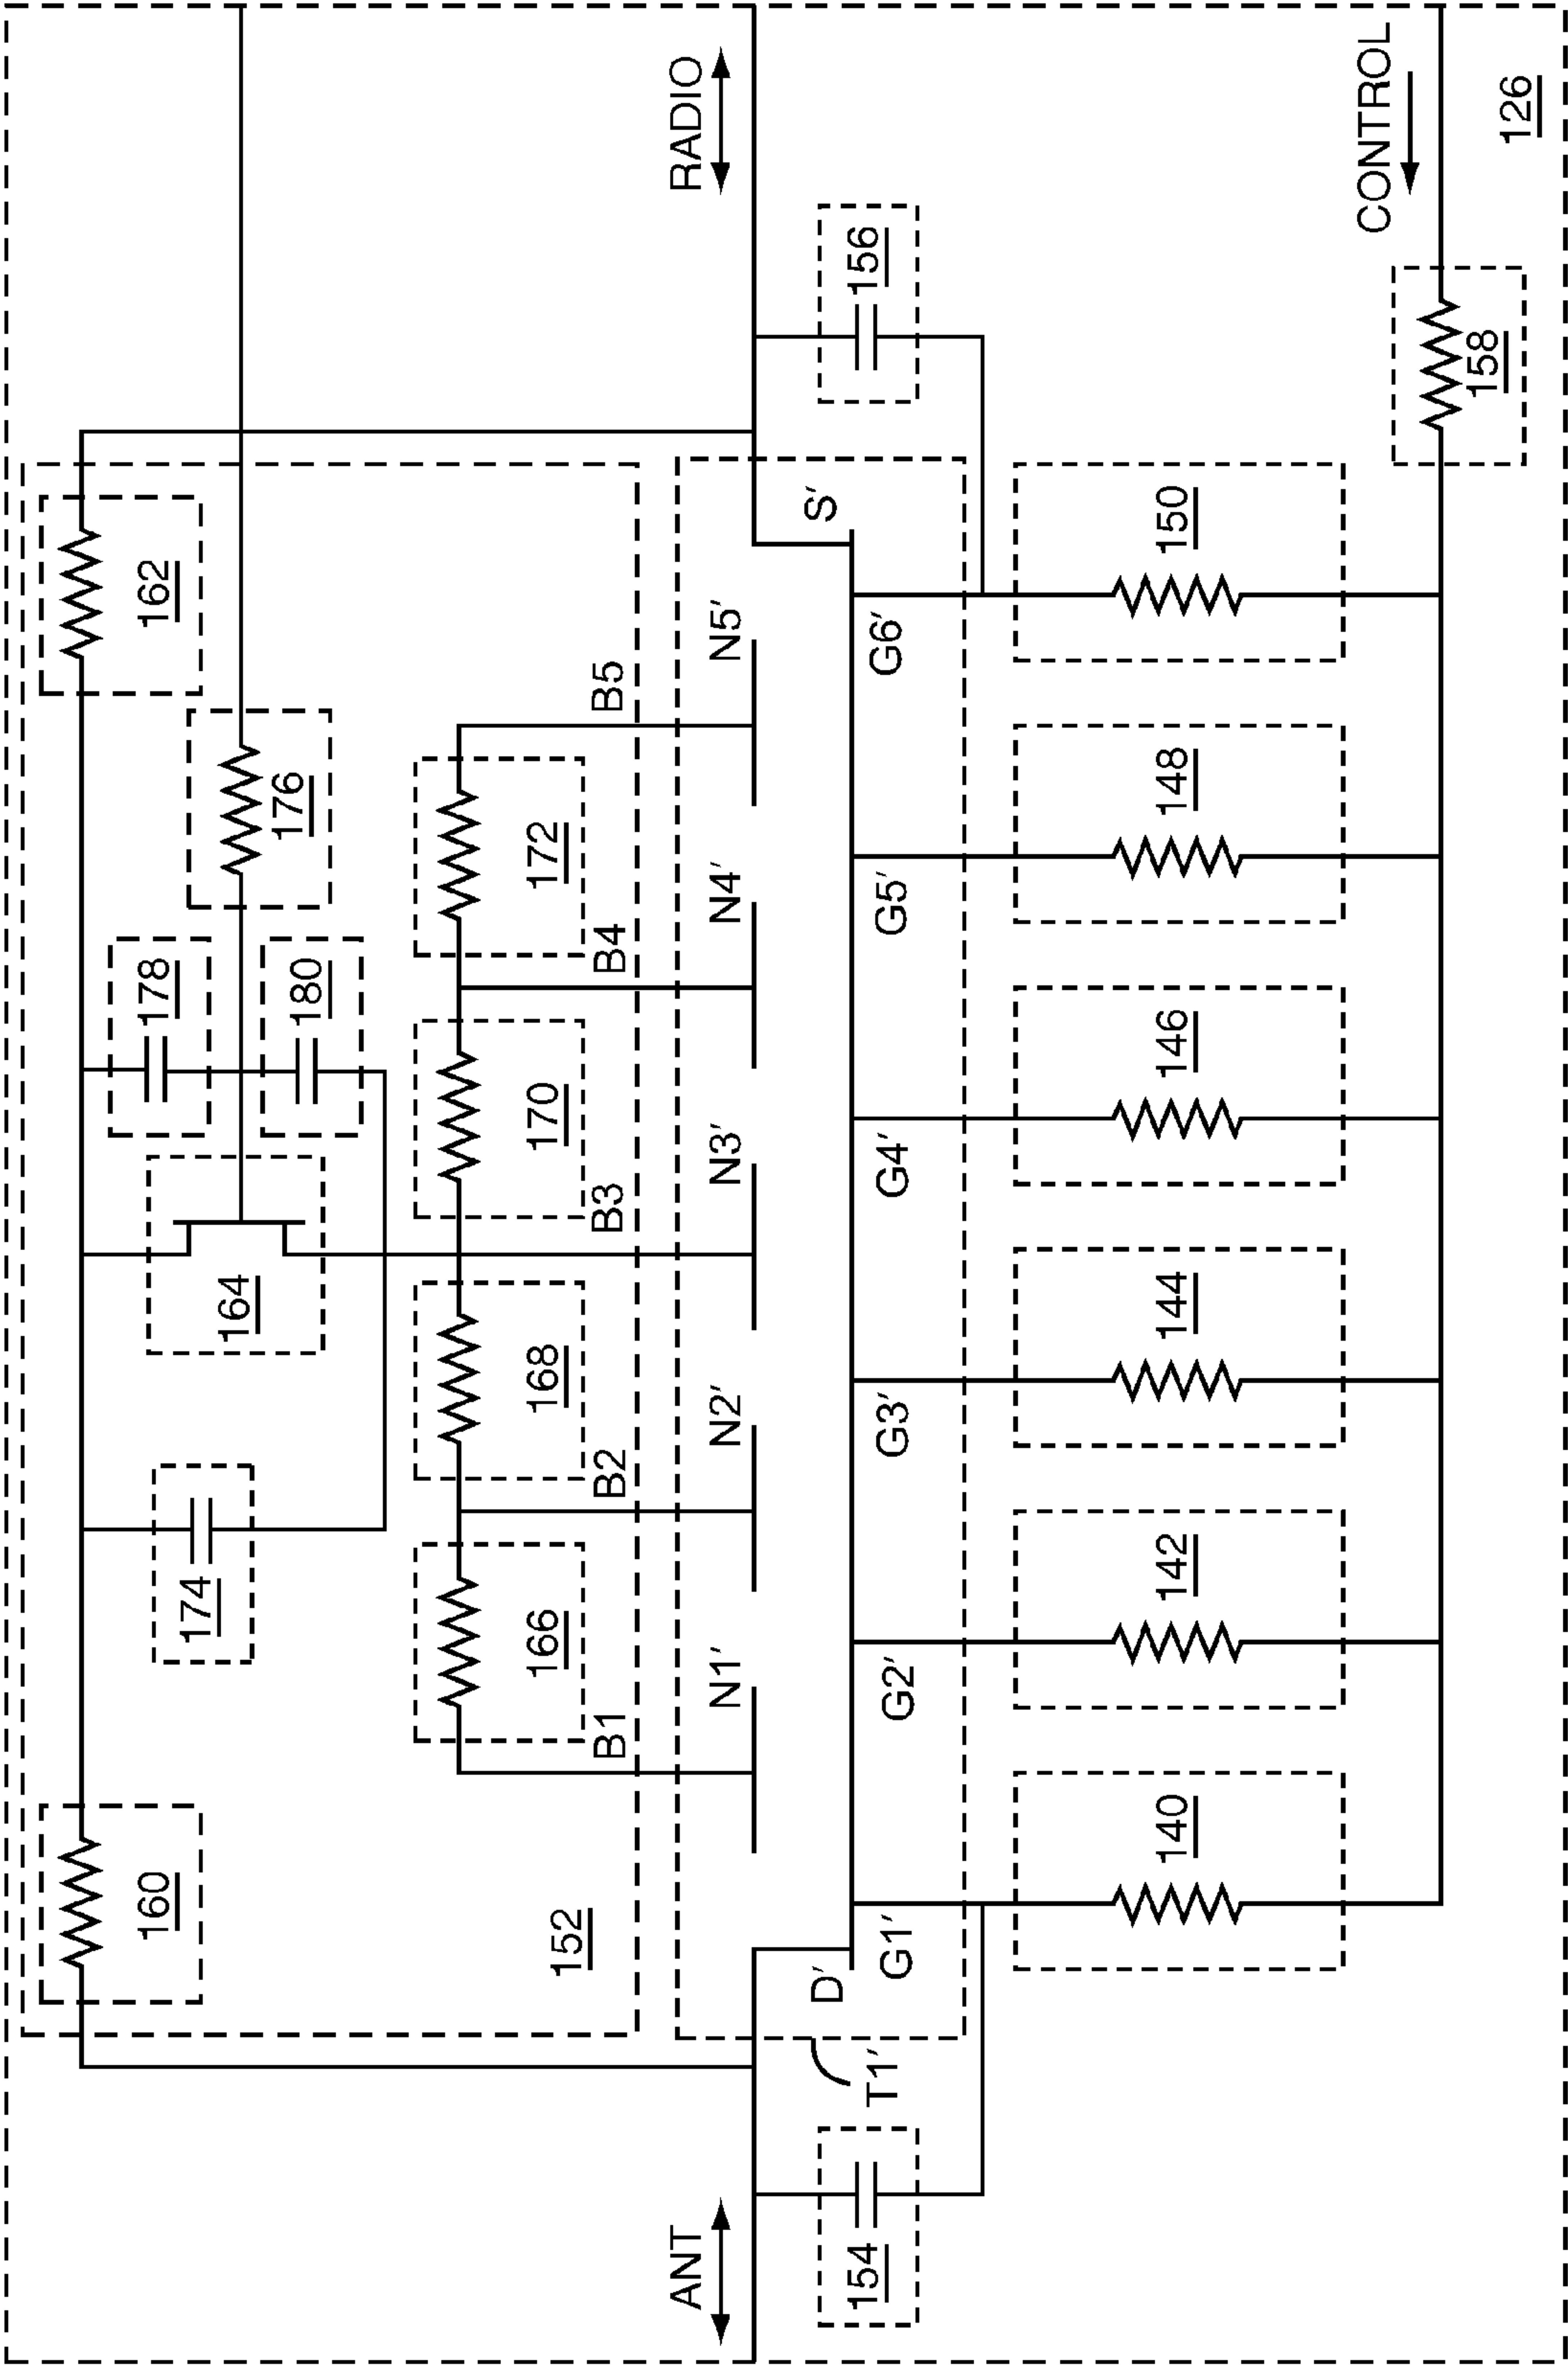 160
162
174
164
178
176
180
152
166
168
170
172
B1
B2
B3
B4
B5
ANT
RADIO
N1'
N2'
N3'
N4'
N5'
D'
S'
T1'
154
156
G1'
G2'
G3'
G4'
G5'
G6'
140
142
144
146
148
150
CONTROL
158
126